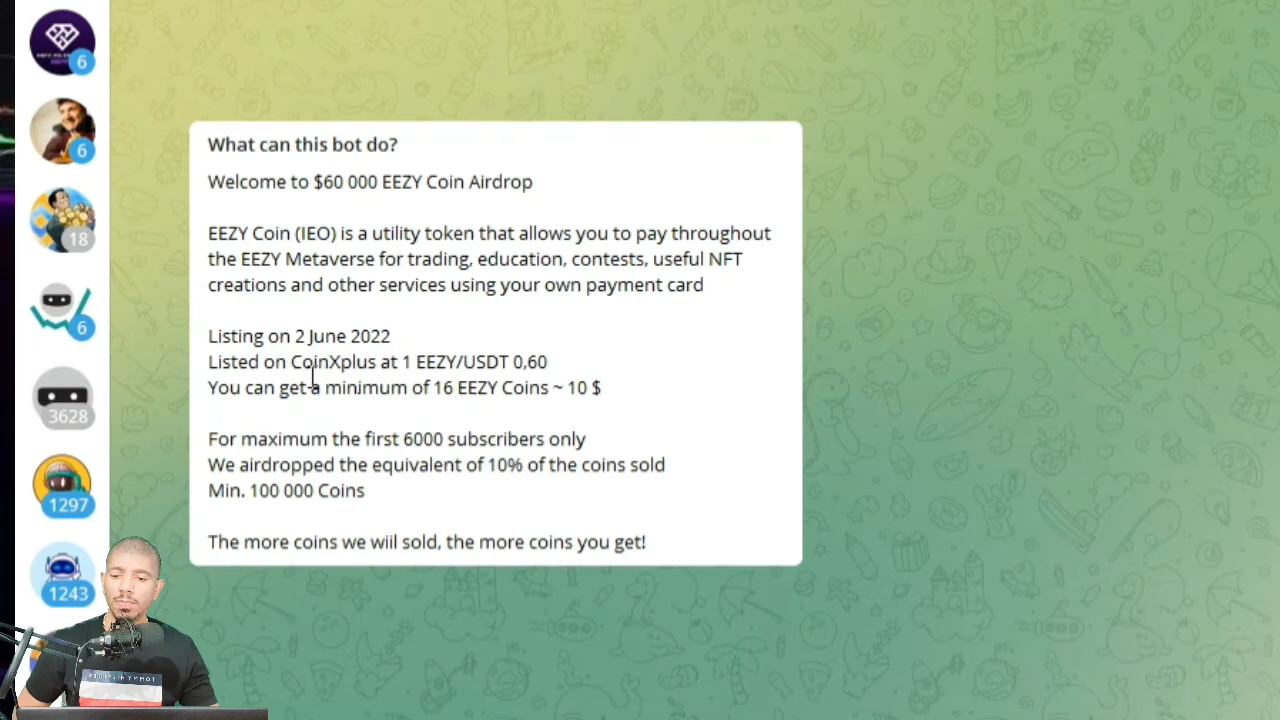 6
6
18
6
3628
1297
1243
What can this bot do?
Welcome to $60 000 EEZY Coin Airdrop
EEZY Coin (IEO) is a utility token that allows you to pay throughout
the EEZY Metaverse for trading, education, contests, useful NFT
creations and other services using your own payment card
Listing on 2 June 2022
Listed on CoinXplus at 1 EEZY/USDT 0,60
You can get a minimum of 16 EEZY Coins ~ 10 $
For maximum the first 6000 subscribers only
We airdropped the equivalent of 10% of the coins sold
Min. 100 000 Coins
The more coins we wiil sold, the more coins you get!